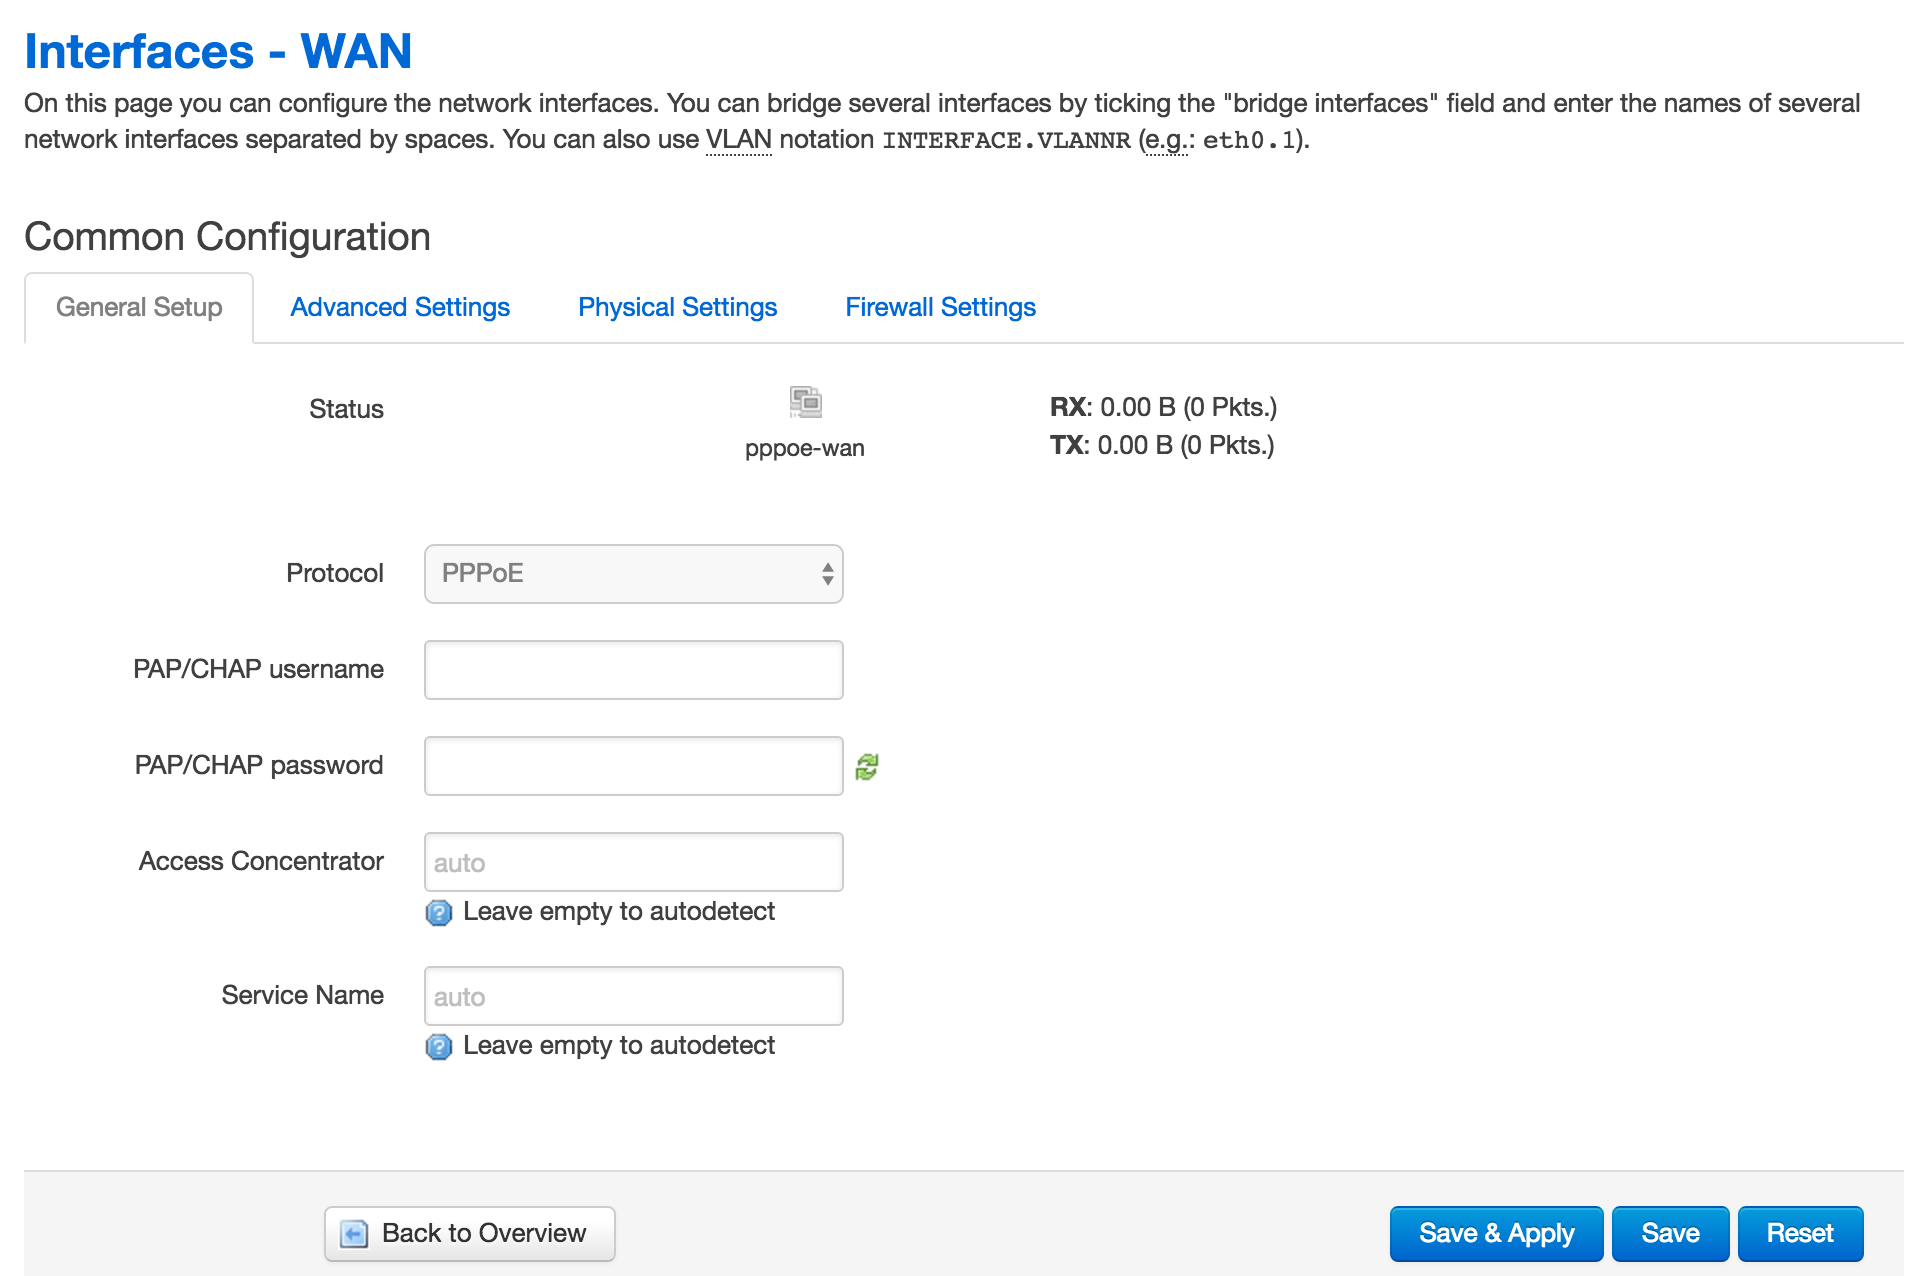 Interfaces - WAN
On this page you can configure the network interfaces. You can bridge several interfaces by ticking the "bridge interfaces" field and enter the names of several
network interfaces separated by spaces. You can also use VLAN notation INTERFACE.VLANNR (e.g.: eth0.1).
Common Configuration
General Setup Advanced Settings Physical Settings Firewall Settings
Status
pppoe-wan
RX: 0.00 B (0 Pkts.)
TX: 0.00 B (0 Pkts.)
Protocol PPPoE
PAP/CHAP username
PAP/CHAP password
Access Concentrator auto
Leave empty to autodetect
Service Name auto
Leave empty to autodetect
Back to Overview Save & Apply Save Reset